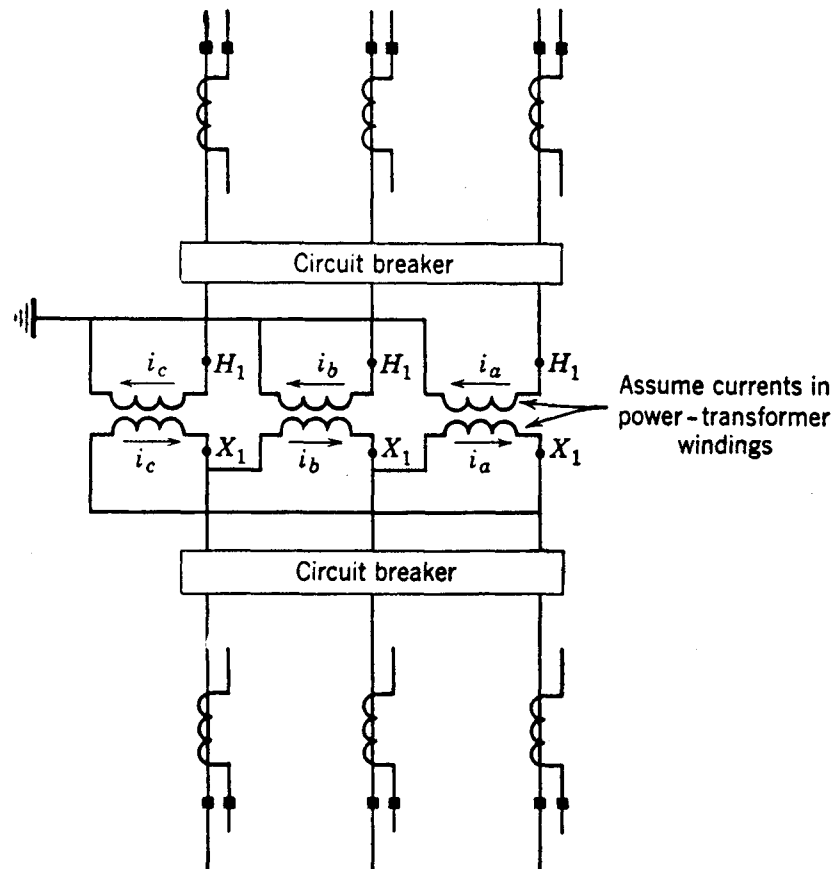 Circuit breaker
i_c H_1 i_b H_1 i_a H_1
Assume currents in
power-transformer
windings
i_c X_1 i_b X_1 i_a X_1
Circuit breaker